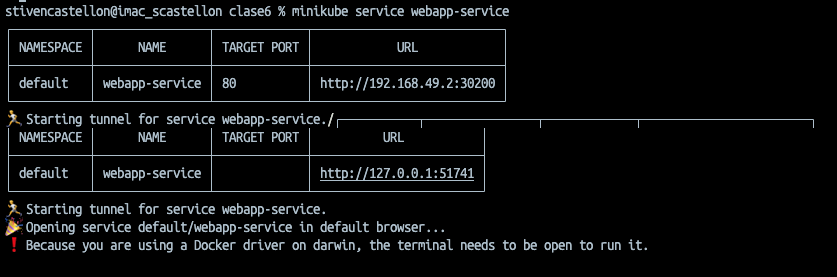 stivencastellon@imac_scastellon clase6 % minikube service webapp-service
NAMESPACE NAME TARGET PORT URL
default webapp-service 80 http://192.168.49.2:30200
Starting tunnel for service webapp-service./
NAMESPACE NAME TARGET PORT URL
default webapp-service http://127.0.0.1:51741
Starting tunnel for service webapp-service.
Opening service default/webapp-service in default browser...
Because you are using a Docker driver on darwin, the terminal needs to be open to run it.